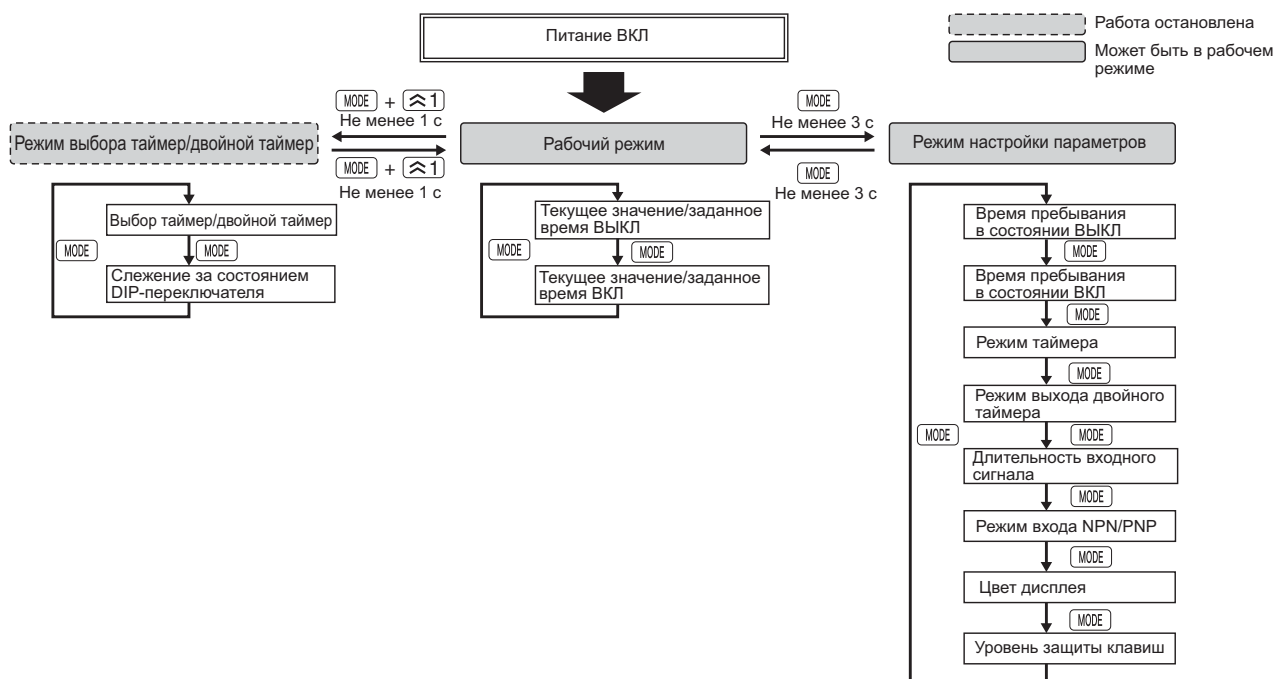 Питание ВКЛ
Работа остановлена
Может быть в рабочем
режиме
MODE + 1
Не менее 1 с
MODE
Не менее 3 с
Режим выбора таймер/двойной таймер
Рабочий режим
Режим настройки параметров
MODE + 1
Не менее 1 с
MODE
Не менее 3 с
Выбор таймер/двойной таймер
MODE
MODE
Слежение за состоянием
DIP-переключателя
Текущее значение/заданное
время ВЫКЛ
MODE
MODE
Текущее значение/заданное
время ВКЛ
Время пребывания
в состоянии ВЫКЛ
MODE
Время пребывания
в состоянии ВКЛ
MODE
Режим таймера
MODE
Режим выхода двойного
таймера
MODE
MODE
Длительность входного
сигнала
MODE
Режим входа NPN/PNP
MODE
Цвет дисплея
MODE
Уровень защиты клавиш